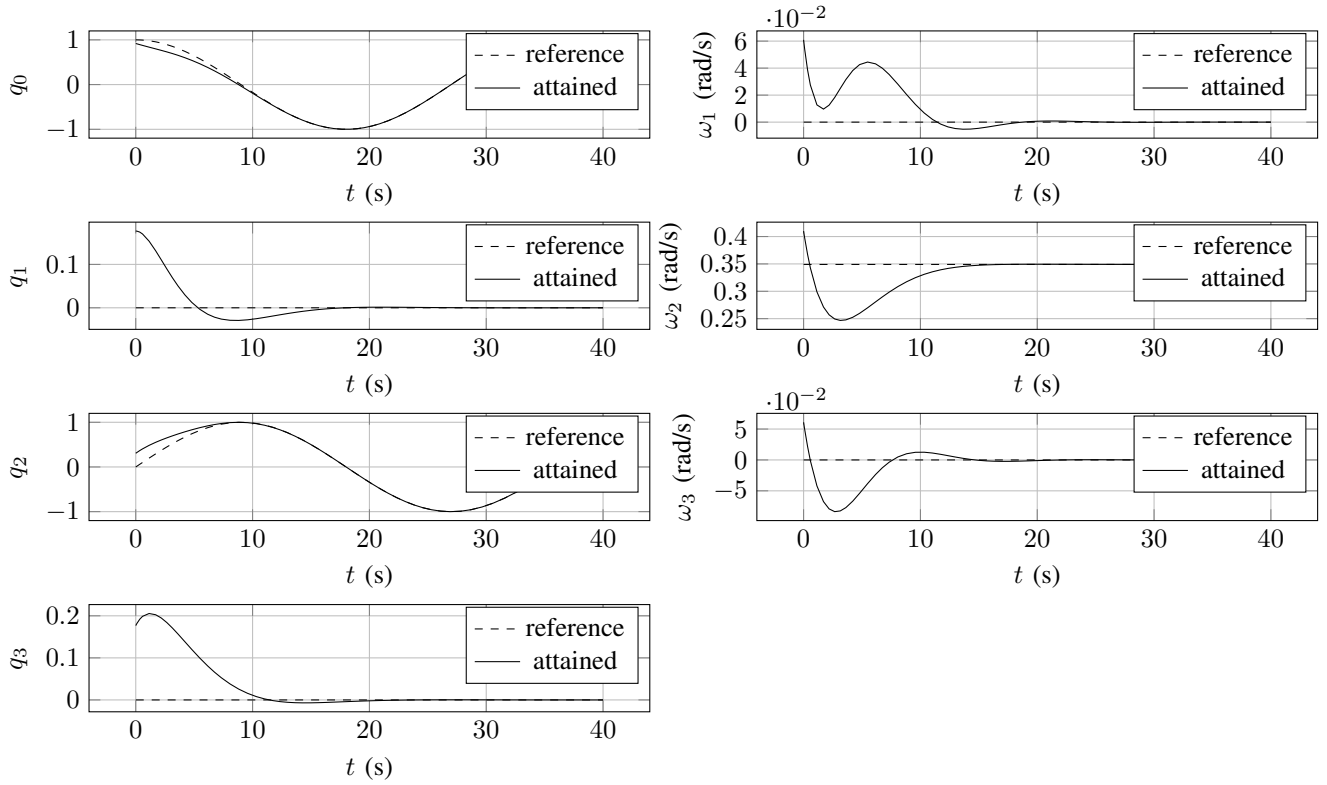 q0
1
0
−1
reference
attained
0 10 20 30 40
t (s)
ω1 (rad/s)
·10−2
6
4
2
0
reference
attained
0 10 20 30 40
t (s)
q1
0.1
0
reference
attained
0 10 20 30 40
t (s)
ω2 (rad/s)
0.4
0.35
0.3
0.25
reference
attained
0 10 20 30 40
t (s)
q2
1
0
−1
reference
attained
0 10 20 30 40
t (s)
ω3 (rad/s)
·10−2
5
0
−5
reference
attained
0 10 20 30 40
t (s)
q3
0.2
0.1
0
reference
attained
0 10 20 30 40
t (s)